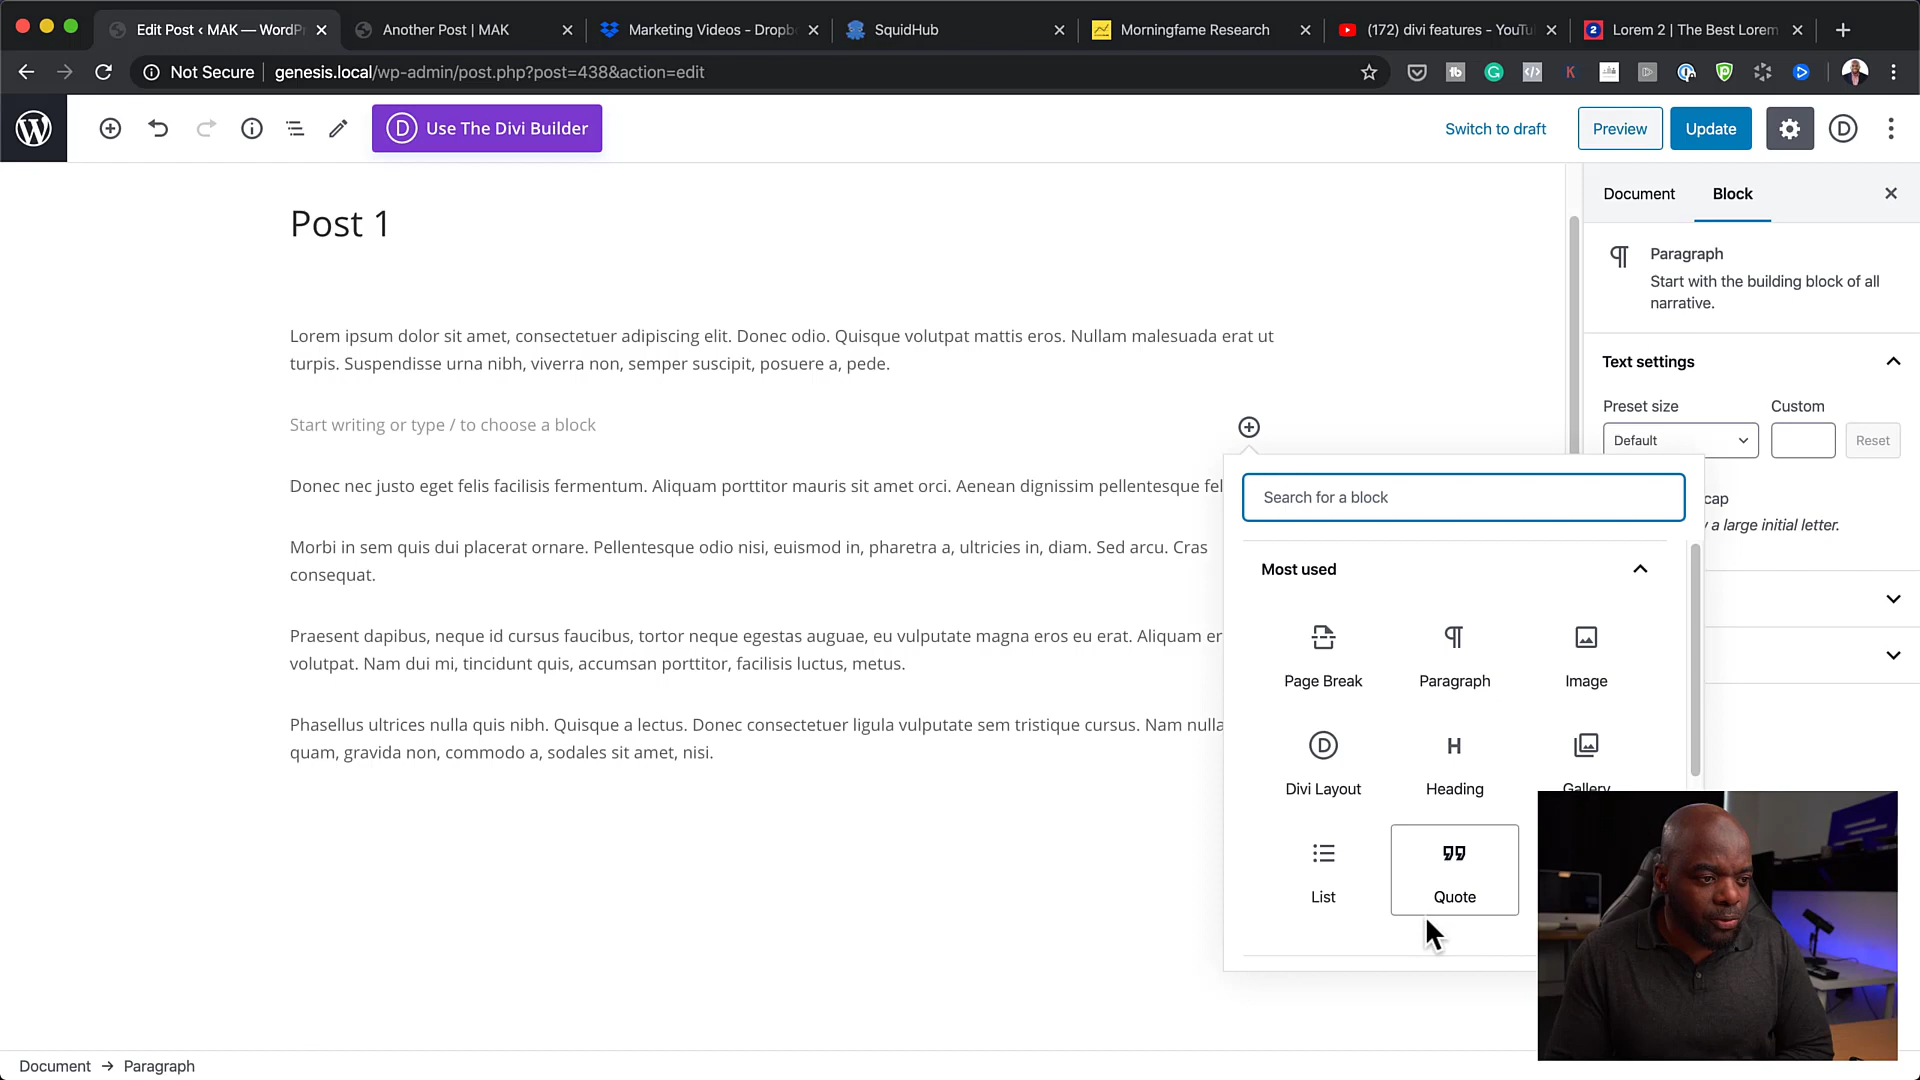 Edit Post ‹ MAK — WordPr
Another Post | MAK
Marketing Videos - Dropb
SquidHub
Morningfame Research
(172) divi features - YouTu
Lorem 2 | The Best Lorem
Not Secure genesis.local/wp-admin/post.php?post=438&action=edit
Use The Divi Builder
Switch to draft
Preview
Update
Document
Block
Post 1
Paragraph
Start with the building block of all
narrative.
Lorem ipsum dolor sit amet, consectetuer adipiscing elit. Donec odio. Quisque volutpat mattis eros. Nullam malesuada erat ut
turpis. Suspendisse urna nibh, viverra non, semper suscipit, posuere a, pede.
Text settings
Preset size
Custom
Default
Reset
Start writing or type / to choose a block
Donec nec justo eget felis facilisis fermentum. Aliquam porttitor mauris sit amet orci. Aenean dignissim pellentesque fel
Morbi in sem quis dui placerat ornare. Pellentesque odio nisi, euismod in, pharetra a, ultricies in, diam. Sed arcu. Cras
consequat.
Praesent dapibus, neque id cursus faucibus, tortor neque egestas auguae, eu vulputate magna eros eu erat. Aliquam er
volutpat. Nam dui mi, tincidunt quis, accumsan porttitor, facilisis luctus, metus.
Phasellus ultrices nulla quis nibh. Quisque a lectus. Donec consectetuer ligula vulputate sem tristique cursus. Nam nulla
quam, gravida non, commodo a, sodales sit amet, nisi.
Search for a block
cap
a large initial letter.
Most used
Page Break
Paragraph
Image
Divi Layout
Heading
Gallery
List
Quote
Document → Paragraph